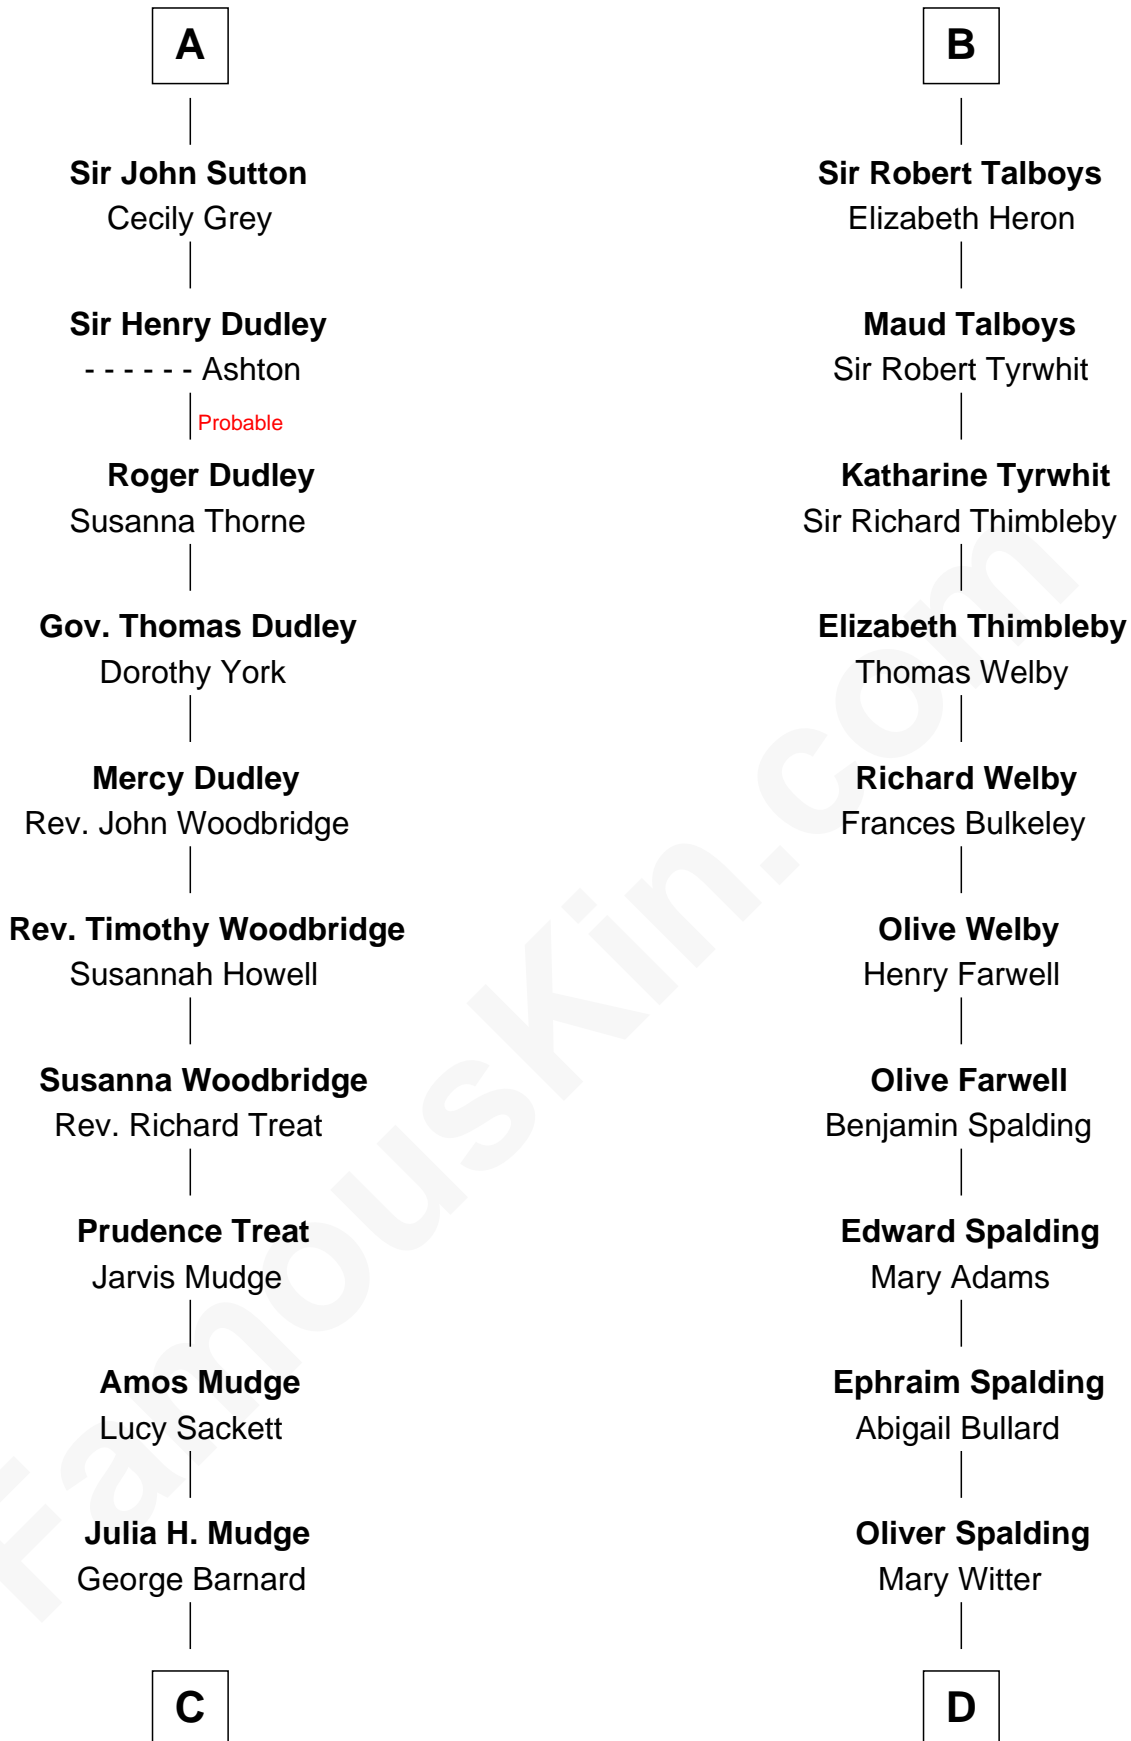 A
Sir John Sutton
Cecily Grey
Sir Henry Dudley
- - - - - - Ashton
Probable
Roger Dudley
Susanna Thorne
Gov. Thomas Dudley
Dorothy York
Mercy Dudley
Rev. John Woodbridge
Rev. Timothy Woodbridge
Susannah Howell
Susanna Woodbridge
Rev. Richard Treat
Prudence Treat
Jarvis Mudge
Amos Mudge
Lucy Sackett
Julia H. Mudge
George Barnard
C
B
Sir Robert Talboys
Elizabeth Heron
Maud Talboys
Sir Robert Tyrwhit
Katharine Tyrwhit
Sir Richard Thimbleby
Elizabeth Thimbleby
Thomas Welby
Richard Welby
Frances Bulkeley
Olive Welby
Henry Farwell
Olive Farwell
Benjamin Spalding
Edward Spalding
Mary Adams
Ephraim Spalding
Abigail Bullard
Oliver Spalding
Mary Witter
D
FamousKin.com